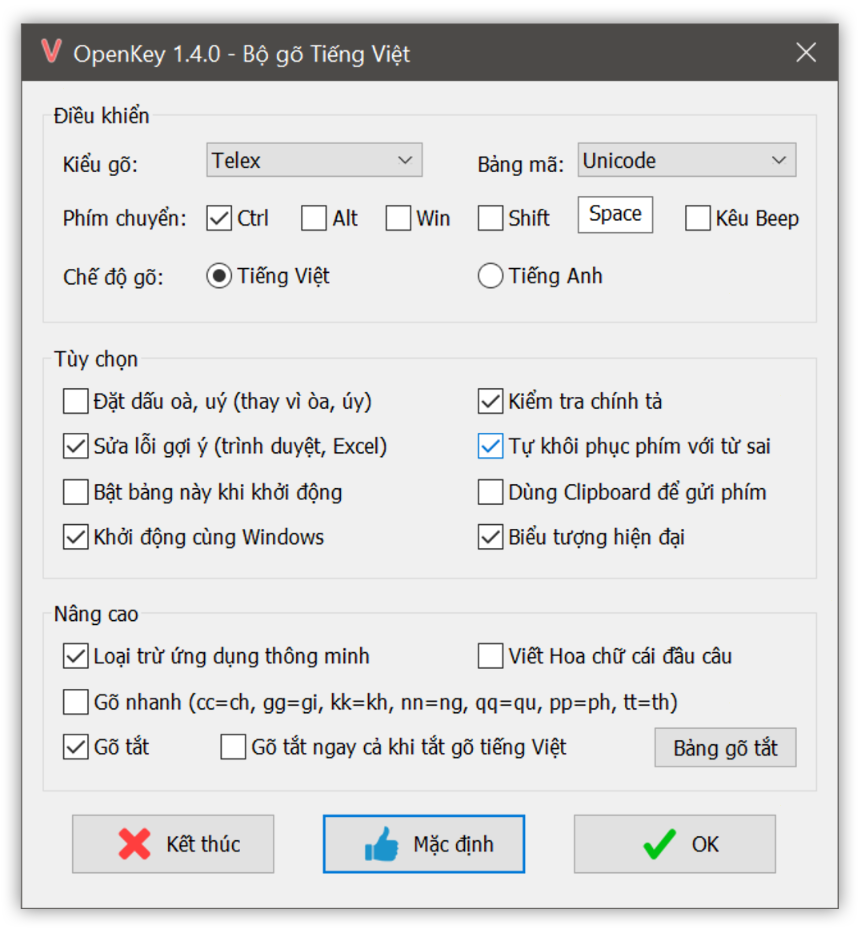 OpenKey 1.4.0 - Bộ gõ Tiếng Việt
Điều khiển
Kiểu gõ: Telex Bảng mã: Unicode
Phím chuyển: Ctrl Alt Win Shift Space Kêu Beep
Chế độ gõ: Tiếng Việt Tiếng Anh
Tùy chọn
Đặt dấu oà, uý (thay vì òa, úy) Kiểm tra chính tả
Sửa lỗi gợi ý (trình duyệt, Excel) Tự khôi phục phím với từ sai
Bật bảng này khi khởi động Dùng Clipboard để gửi phím
Khởi động cùng Windows Biểu tượng hiện đại
Nâng cao
Loại trừ ứng dụng thông minh Viết Hoa chữ cái đầu câu
Gõ nhanh (cc=ch, gg=gi, kk=kh, nn=ng, qq=qu, pp=ph, tt=th)
Gõ tắt Gõ tắt ngay cả khi tắt gõ tiếng Việt Bảng gõ tắt
Kết thúc Mặc định OK